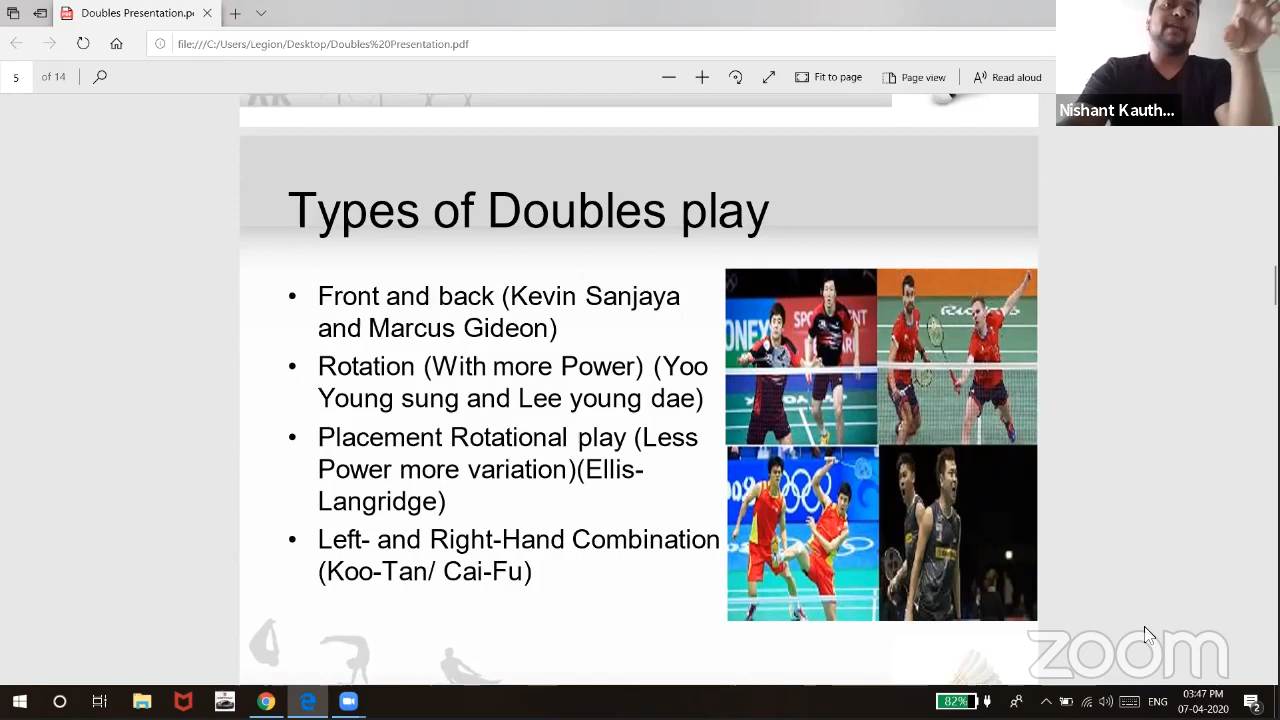 Doubles Presentation.p
file:///C:/Users/Legion/Desktop/Doubles%20Presentation.pdf
5 of 14
Fit to page
Page view
Read aloud
Nishant Kauth...
Types of Doubles play
• Front and back (Kevin Sanjaya
and Marcus Gideon)
• Rotation (With more Power) (Yoo
Young sung and Lee young dae)
• Placement Rotational play (Less
Power more variation)(Ellis-
Langridge)
• Left- and Right-Hand Combination
(Koo-Tan/ Cai-Fu)
zoom
82%
ENG
03:47 PM
07-04-2020
2